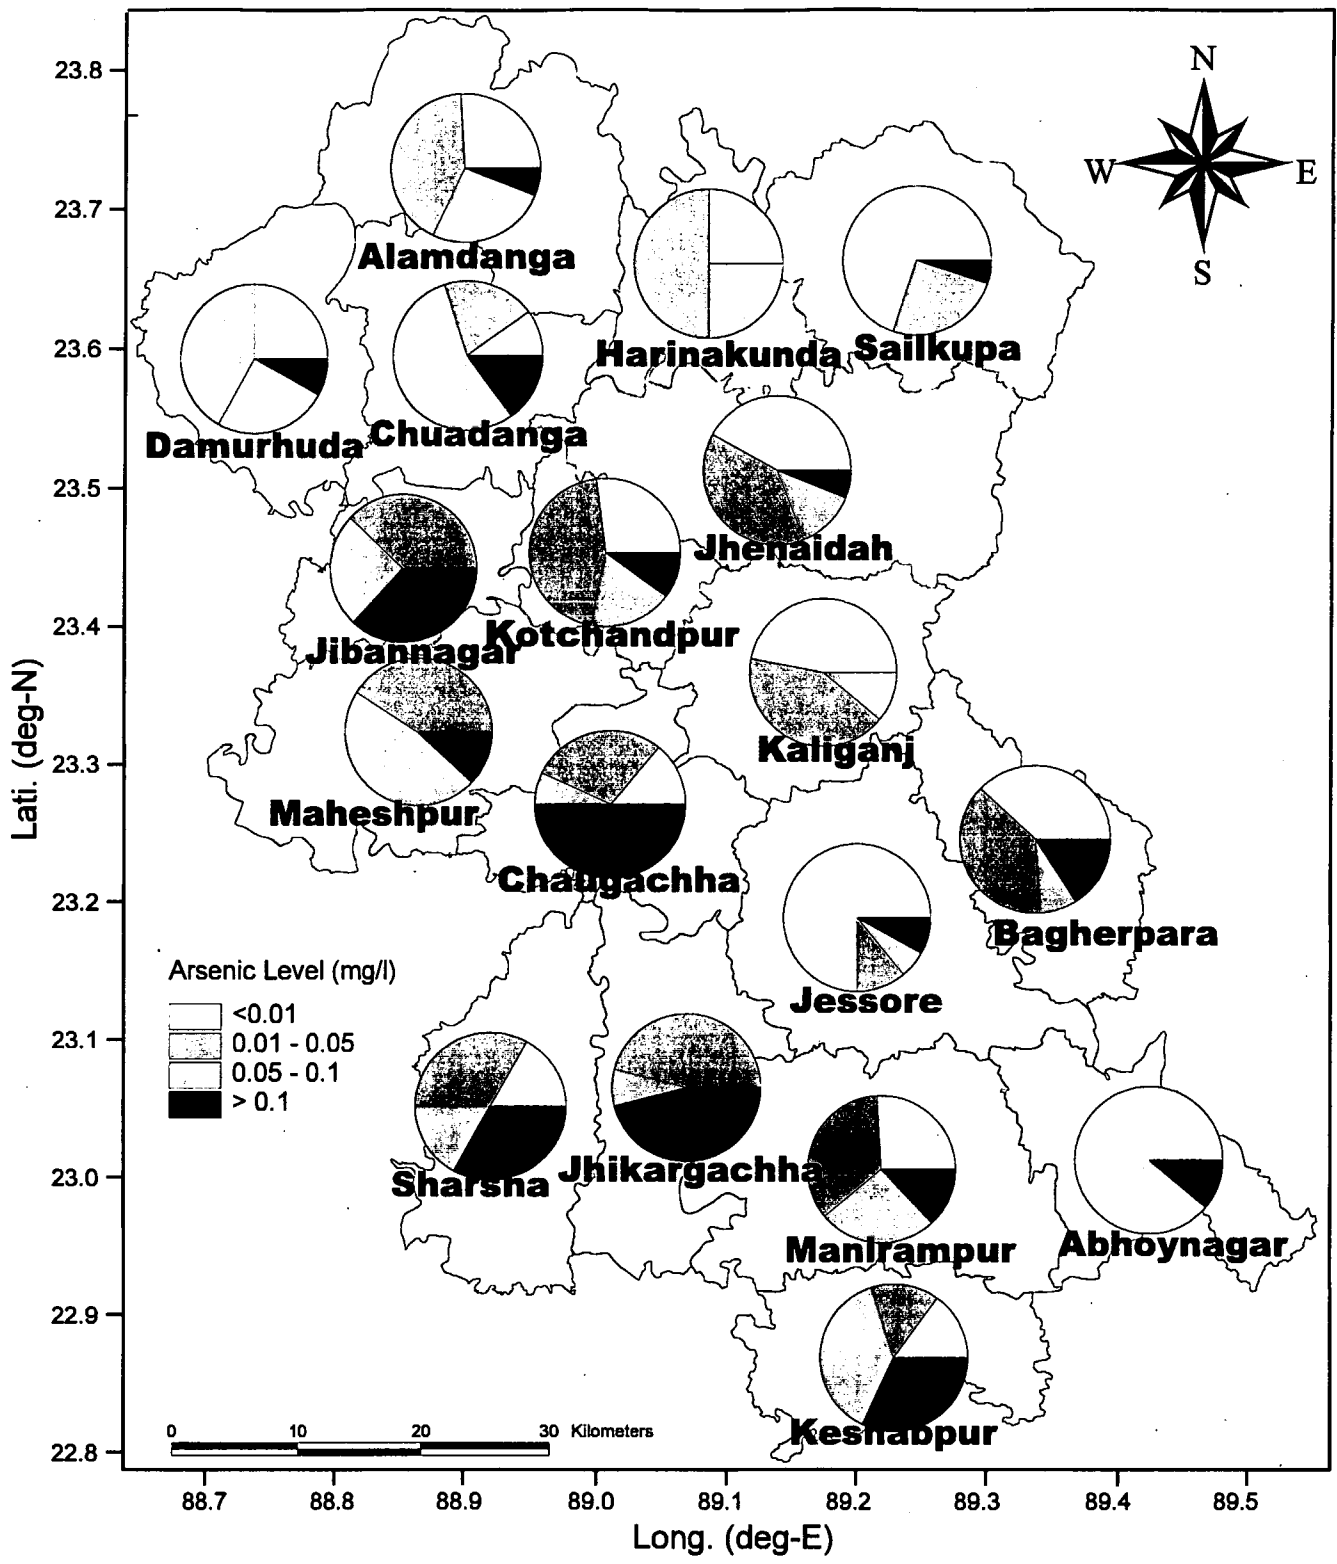 23.8
23.7
23.6
23.5
23.4
23.3
23.2
23.1
23.0
22.9
22.8
Lati. (deg-N)
N
W
E
S
Alamdanga
Harinakunda
Sailkupa
Damurhuda
Chuadanga
Jhenaidah
Jibannagar
Kotchandpur
Kaliganj
Maheshpur
Chaugachha
Bagherpara
Jessore
Arsenic Level (mg/l)
<0.01
0.01 - 0.05
0.05 - 0.1
> 0.1
Sharsha
Jhikargachha
Manirampur
Abhoynagar
Keshabpur
0 10 20 30 Kilometers
88.7 88.8 88.9 89.0 89.1 89.2 89.3 89.4 89.5
Long. (deg-E)